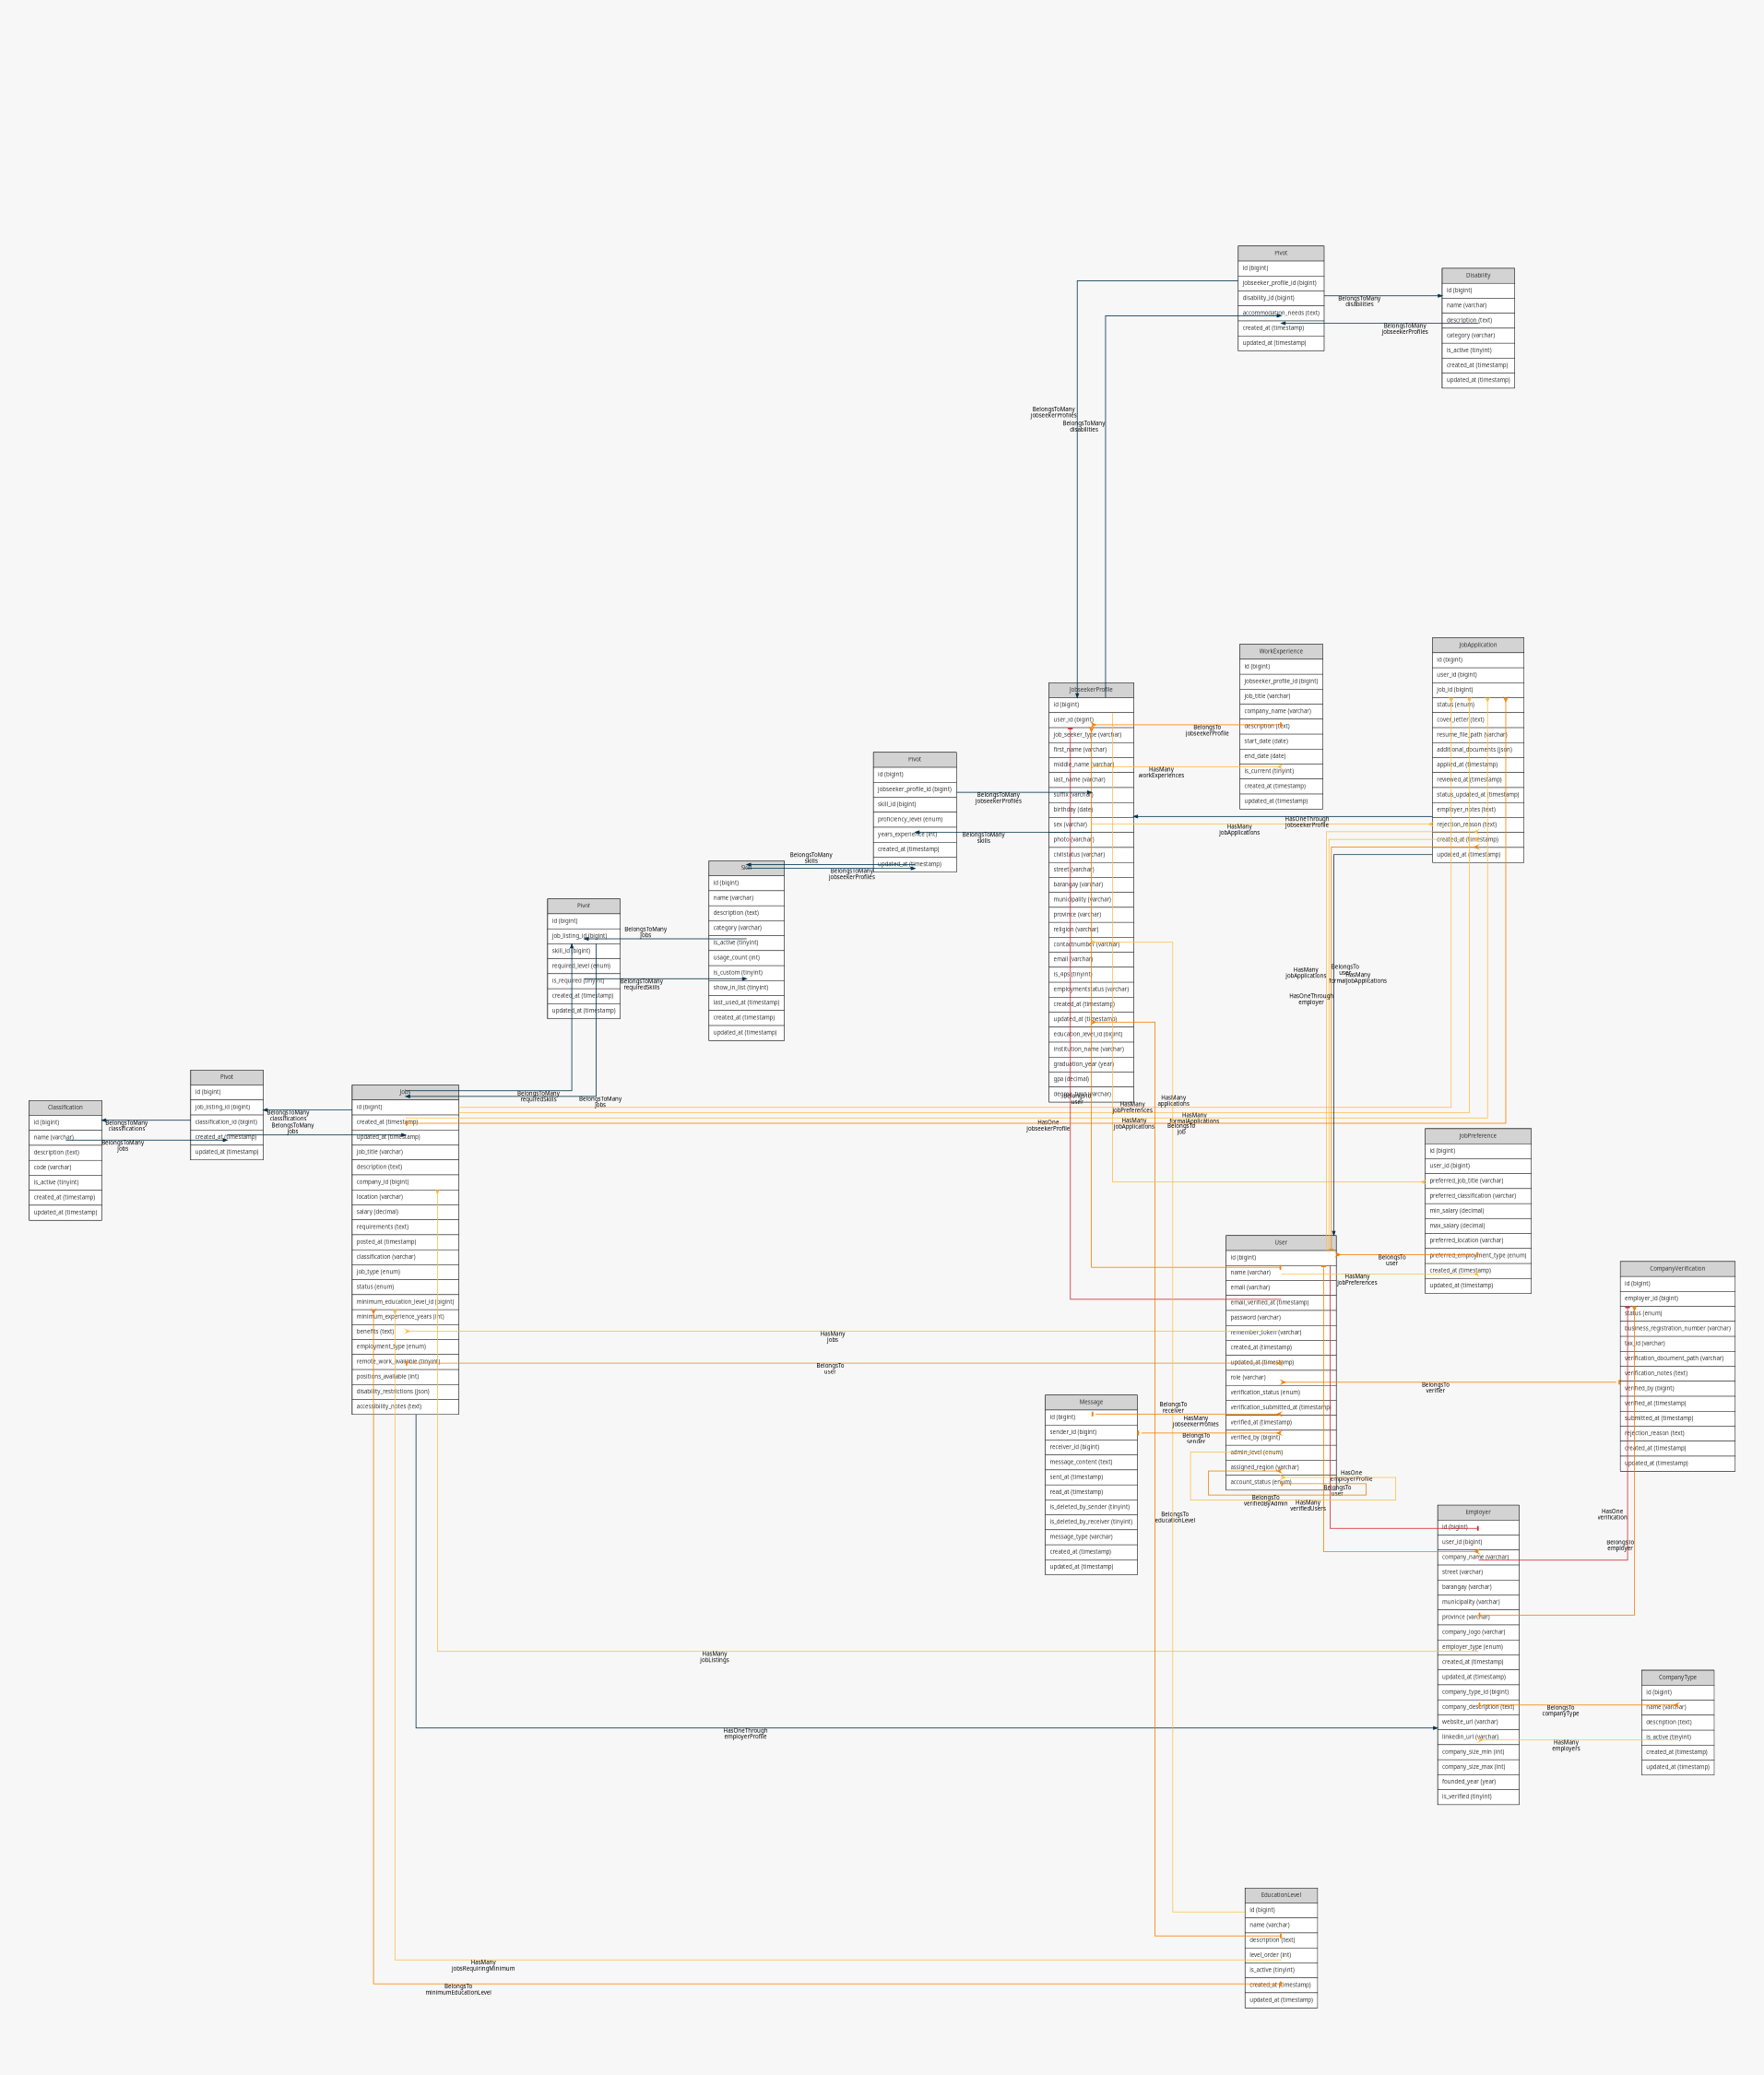 Pivot
id (bigint)
jobseeker_profile_id (bigint)
disability_id (bigint)
accommodation_needs (text)
created_at (timestamp)
updated_at (timestamp)
Disability
id (bigint)
name (varchar)
description (text)
category (varchar)
is_active (tinyint)
created_at (timestamp)
updated_at (timestamp)
BelongsToMany
disabilities
BelongsToMany
jobseekerProfiles
BelongsToMany
jobseekerProfiles
BelongsToMany
disabilities
WorkExperience
id (bigint)
jobseeker_profile_id (bigint)
job_title (varchar)
company_name (varchar)
description (text)
start_date (date)
end_date (date)
is_current (tinyint)
created_at (timestamp)
updated_at (timestamp)
JobApplication
id (bigint)
user_id (bigint)
job_id (bigint)
status (enum)
cover_letter (text)
resume_file_path (varchar)
additional_documents (json)
applied_at (timestamp)
reviewed_at (timestamp)
status_updated_at (timestamp)
employer_notes (text)
rejection_reason (text)
created_at (timestamp)
updated_at (timestamp)
JobseekerProfile
id (bigint)
user_id (bigint)
job_seeker_type (varchar)
first_name (varchar)
middle_name (varchar)
last_name (varchar)
suffix (varchar)
birthday (date)
sex (varchar)
photo (varchar)
civilstatus (varchar)
street (varchar)
barangay (varchar)
municipality (varchar)
province (varchar)
religion (varchar)
contactnumber (varchar)
email (varchar)
is_4ps (tinyint)
employmentstatus (varchar)
created_at (timestamp)
updated_at (timestamp)
education_level_id (bigint)
institution_name (varchar)
graduation_year (year)
gpa (decimal)
BelongsTo
jobseekerProfile
HasMany
workExperiences
HasOneThrough
jobseekerProfile
HasMany
jobApplications
Pivot
id (bigint)
jobseeker_profile_id (bigint)
skill_id (bigint)
proficiency_level (enum)
years_experience (int)
created_at (timestamp)
updated_at (timestamp)
BelongsToMany
jobseekerProfiles
BelongsToMany
skills
BelongsToMany
skills
BelongsToMany
jobseekerProfiles
Skill
id (bigint)
name (varchar)
description (text)
category (varchar)
is_active (tinyint)
usage_count (int)
is_custom (tinyint)
show_in_list (tinyint)
last_used_at (timestamp)
created_at (timestamp)
updated_at (timestamp)
Pivot
id (bigint)
job_listing_id (bigint)
skill_id (bigint)
required_level (enum)
is_required (tinyint)
created_at (timestamp)
updated_at (timestamp)
BelongsToMany
jobs
BelongsToMany
requiredSkills
HasMany
jobApplications
BelongsTo
user
HasMany
formalJobApplications
HasOneThrough
employer
Pivot
id (bigint)
job_listing_id (bigint)
classification_id (bigint)
created_at (timestamp)
updated_at (timestamp)
Classification
id (bigint)
name (varchar)
description (text)
code (varchar)
is_active (tinyint)
created_at (timestamp)
updated_at (timestamp)
BelongsToMany
classifications
BelongsToMany
jobs
BelongsToMany
classifications
BelongsToMany
jobs
Jobs
id (bigint)
created_at (timestamp)
updated_at (timestamp)
job_title (varchar)
description (text)
company_id (bigint)
location (varchar)
salary (decimal)
requirements (text)
posted_at (timestamp)
classification (varchar)
job_type (enum)
status (enum)
minimum_education_level_id (bigint)
minimum_experience_years (int)
benefits (text)
employment_type (enum)
remote_work_available (tinyint)
positions_available (int)
disability_restrictions (json)
accessibility_notes (text)
BelongsToMany
requiredSkills
BelongsToMany
jobs
BelongsTo
user
HasOne
jobseekerProfile
HasMany
jobPreferences
HasMany
jobApplications
HasMany
applications
HasMany
formalApplications
BelongsTo
job
JobPreference
id (bigint)
user_id (bigint)
preferred_job_title (varchar)
preferred_classification (varchar)
min_salary (decimal)
max_salary (decimal)
preferred_location (varchar)
preferred_employment_type (enum)
created_at (timestamp)
updated_at (timestamp)
User
id (bigint)
name (varchar)
email (varchar)
email_verified_at (timestamp)
password (varchar)
remember_token (varchar)
created_at (timestamp)
updated_at (timestamp)
role (varchar)
verification_status (enum)
verification_submitted_at (timestamp)
verified_at (timestamp)
verified_by (bigint)
admin_level (enum)
assigned_region (varchar)
account_status (enum)
BelongsTo
user
HasMany
jobPreferences
CompanyVerification
id (bigint)
employer_id (bigint)
status (enum)
business_registration_number (varchar)
tax_id (varchar)
verification_document_path (varchar)
verification_notes (text)
verified_by (bigint)
verified_at (timestamp)
submitted_at (timestamp)
rejection_reason (text)
created_at (timestamp)
updated_at (timestamp)
HasMany
jobs
BelongsTo
user
BelongsTo
verifier
Message
id (bigint)
sender_id (bigint)
receiver_id (bigint)
message_content (text)
sent_at (timestamp)
read_at (timestamp)
is_deleted_by_sender (tinyint)
is_deleted_by_receiver (tinyint)
message_type (varchar)
created_at (timestamp)
updated_at (timestamp)
BelongsTo
receiver
HasMany
jobseekerProfiles
BelongsTo
sender
HasOne
employerProfile
BelongsTo
user
BelongsTo
verifiedByAdmin
HasMany
verifiedUsers
BelongsTo
educationLevel
HasOne
verification
BelongsTo
employer
Employer
id (bigint)
user_id (bigint)
company_name (varchar)
street (varchar)
barangay (varchar)
municipality (varchar)
province (varchar)
company_logo (varchar)
employer_type (enum)
created_at (timestamp)
updated_at (timestamp)
company_type_id (bigint)
company_description (text)
website_url (varchar)
linkedin_url (varchar)
company_size_min (int)
company_size_max (int)
founded_year (year)
is_verified (tinyint)
HasMany
jobListings
HasOneThrough
employerProfile
BelongsTo
companyType
HasMany
employers
CompanyType
id (bigint)
name (varchar)
description (text)
is_active (tinyint)
created_at (timestamp)
updated_at (timestamp)
EducationLevel
id (bigint)
name (varchar)
description (text)
level_order (int)
is_active (tinyint)
created_at (timestamp)
updated_at (timestamp)
HasMany
jobsRequiringMinimum
BelongsTo
minimumEducationLevel